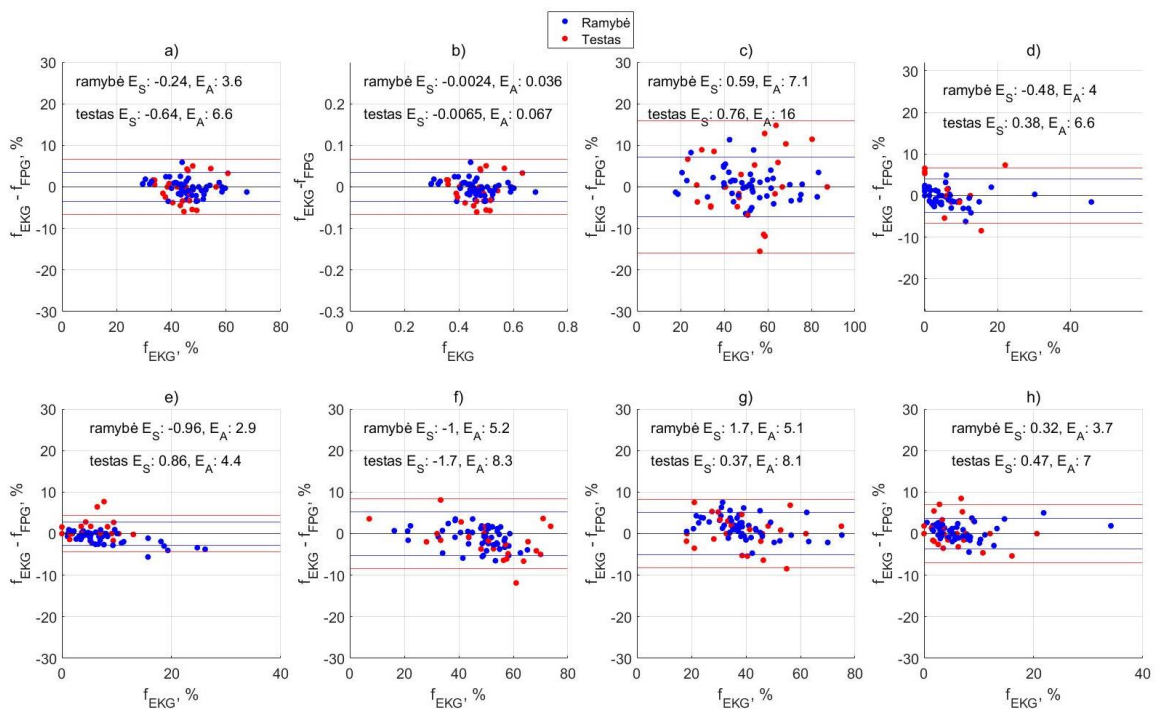 Ramybė
Testas
a)
ramybė E_S: -0.24, E_A: 3.6
testas E_S: -0.64, E_A: 6.6
f_EKG - f_FPG, %
30
20
10
0
-10
-20
-30
0 20 40 60 80
f_EKG, %
b)
ramybė E_S: -0.0024, E_A: 0.036
testas E_S: -0.0065, E_A: 0.067
f_EKG-f_FPG
0.2
0.1
0
-0.1
-0.2
-0.3
0 0.2 0.4 0.6 0.8
f_EKG
c)
ramybė E_S: 0.59, E_A: 7.1
testas E_S: 0.76, E_A: 16
f_EKG - f_FPG, %
30
20
10
0
-10
-20
-30
0 20 40 60 80 100
f_EKG, %
d)
ramybė E_S: -0.48, E_A: 4
testas E_S: 0.38, E_A: 6.6
f_EKG - f_FPG, %
30
20
10
0
-10
-20
0 20 40
f_EKG, %
e)
ramybė E_S: -0.96, E_A: 2.9
testas E_S: 0.86, E_A: 4.4
f_EKG - f_FPG, %
30
20
10
0
-10
-20
-30
0 20 40
f_EKG, %
f)
ramybė E_S: -1, E_A: 5.2
testas E_S: -1.7, E_A: 8.3
f_EKG - f_FPG, %
30
20
10
0
-10
-20
-30
0 20 40 60 80
f_EKG, %
g)
ramybė E_S: 1.7, E_A: 5.1
testas E_S: 0.37, E_A: 8.1
f_EKG - f_FPG, %
30
20
10
0
-10
-20
-30
0 20 40 60 80
f_EKG, %
h)
ramybė E_S: 0.32, E_A: 3.7
testas E_S: 0.47, E_A: 7
f_EKG - f_FPG, %
30
20
10
0
-10
-20
-30
0 20 40
f_EKG, %